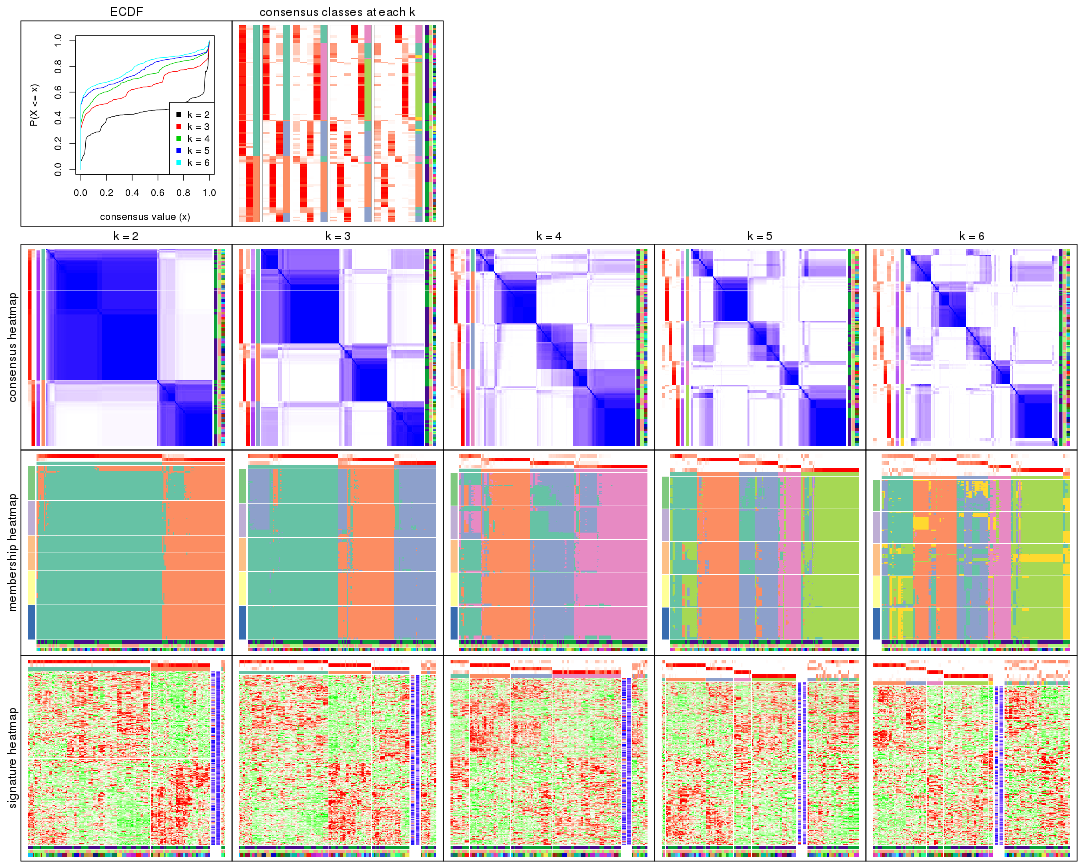 ECDF
consensus classes at each k
P(X <= x)
0.0 0.2 0.4 0.6 0.8 1.0
0.0 0.2 0.4 0.6 0.8 1.0
k = 2
k = 3
k = 4
k = 5
k = 6
consensus value (x)
k = 2 k = 3 k = 4 k = 5 k = 6
consensus heatmap
membership heatmap
signature heatmap